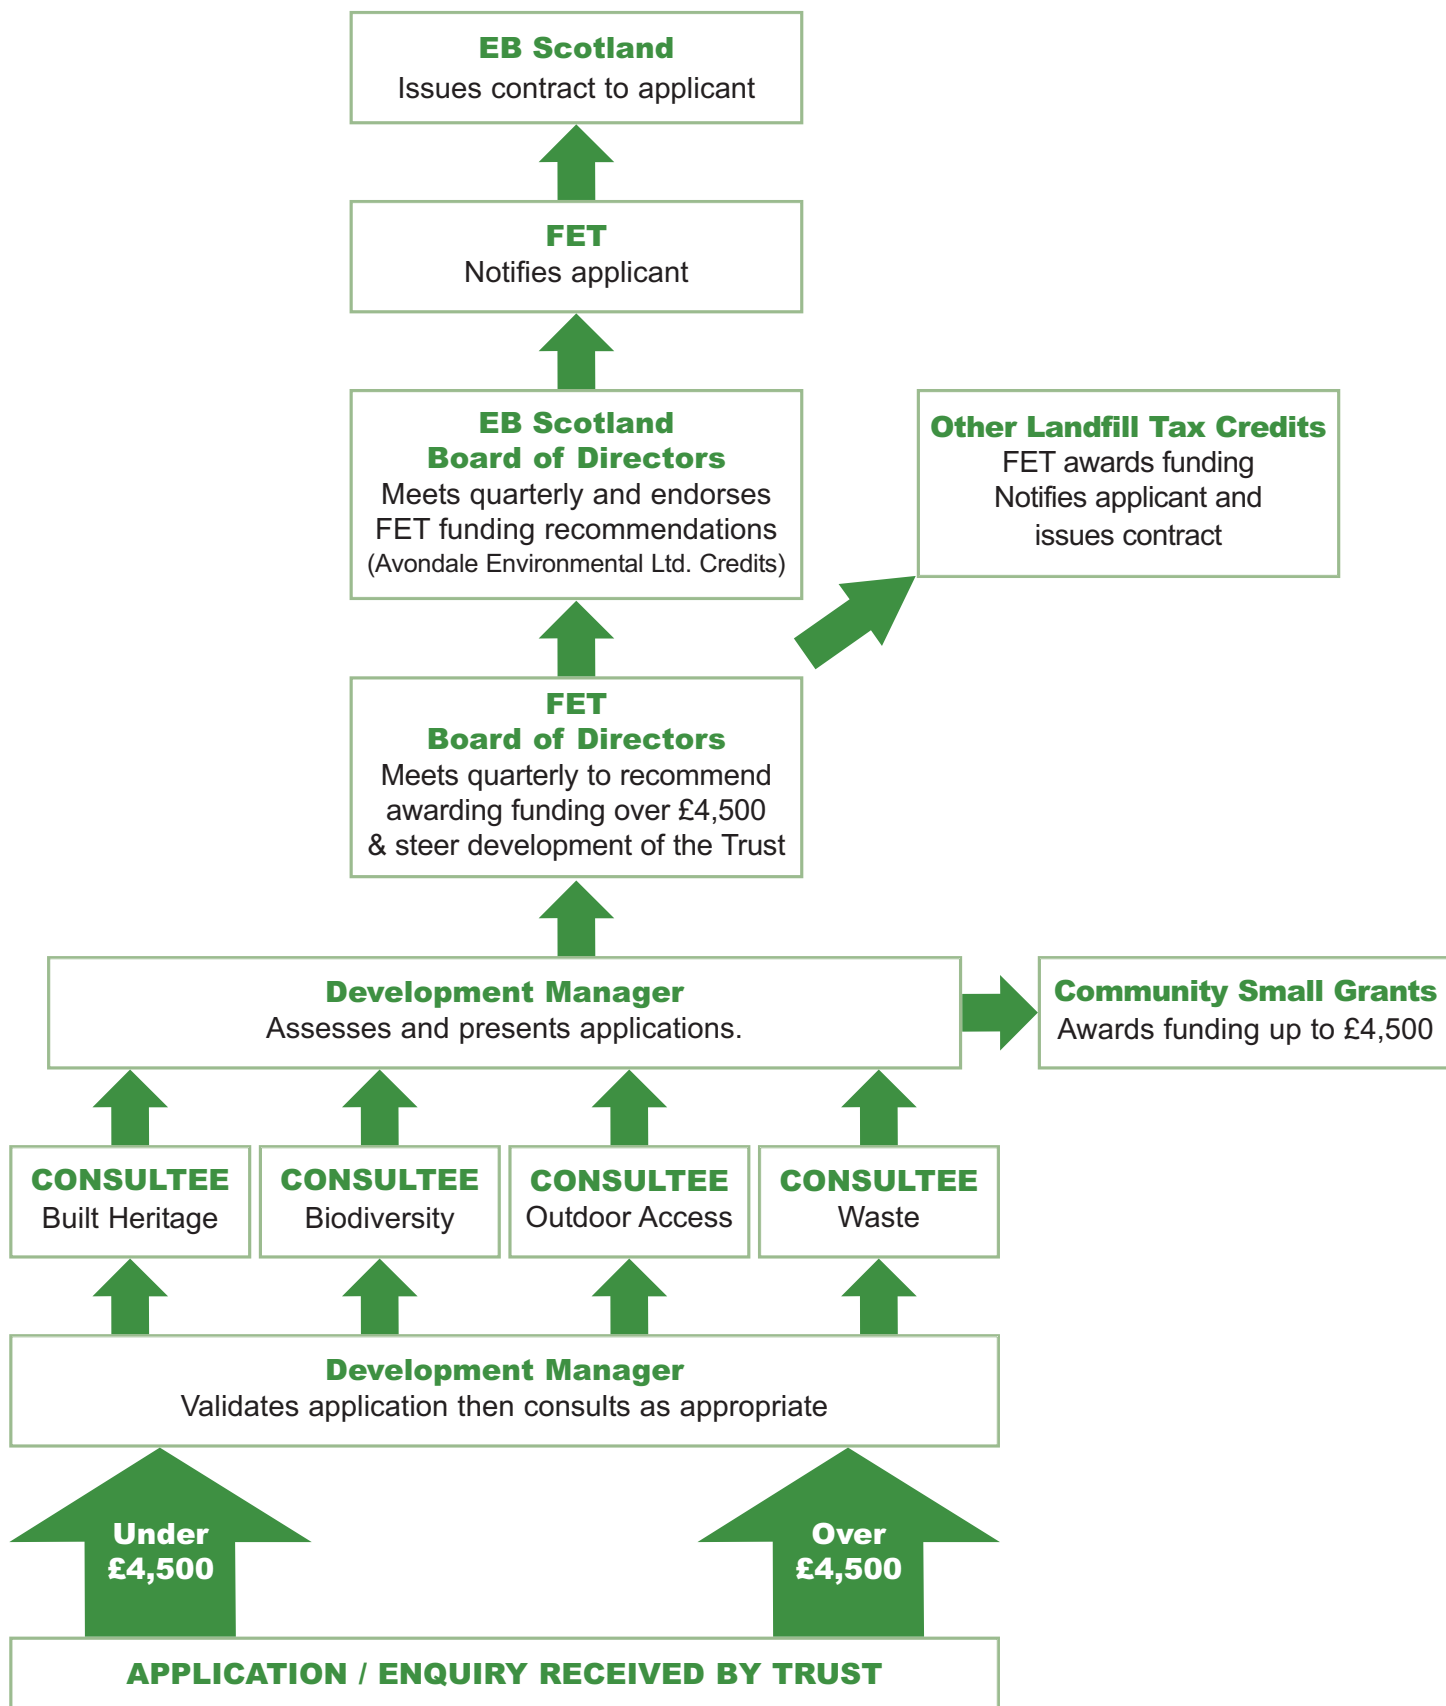 EB Scotland
Issues contract to applicant
FET
Notifies applicant
EB Scotland
Board of Directors
Meets quarterly and endorses
FET funding recommendations
(Avondale Environmental Ltd. Credits)
Other Landfill Tax Credits
FET awards funding
Notifies applicant and
issues contract
FET
Board of Directors
Meets quarterly to recommend
awarding funding over £4,500
& steer development of the Trust
Development Manager
Assesses and presents applications.
Community Small Grants
Awards funding up to £4,500
CONSULTEE
Built Heritage
CONSULTEE
Biodiversity
CONSULTEE
Outdoor Access
CONSULTEE
Waste
Development Manager
Validates application then consults as appropriate
Under
£4,500
Over
£4,500
APPLICATION / ENQUIRY RECEIVED BY TRUST